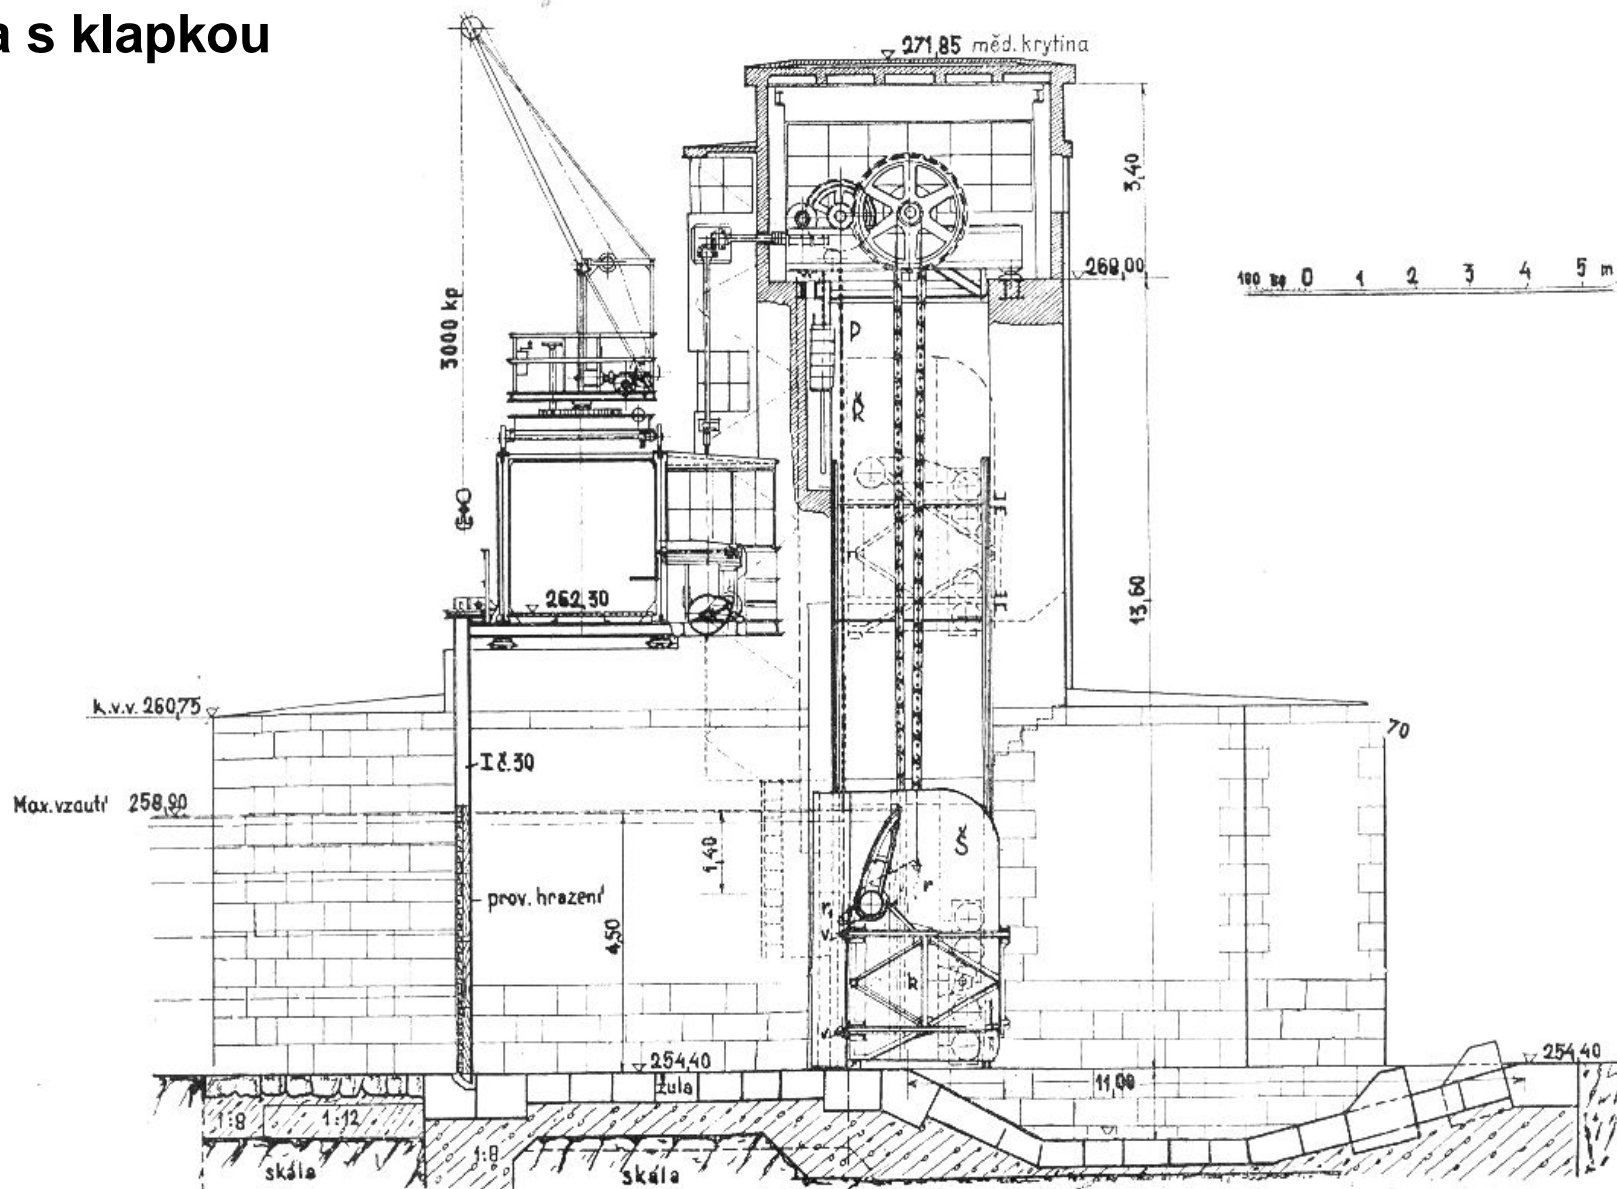 a s klapkou
271,85 měd. krytina
3,40
3000 kp
268,00
0 1 2 3 4 5 m
P
Ř
13,60
262,30
k.v.v. 260,75
70
I č.30
Max. vzdutí 258,90
1,40
Š
r
prov. hrazení
r₁
4,50
v
k
v
254,40
žula
11,00
254,40
1:8
1:12
1:8
skála
skála